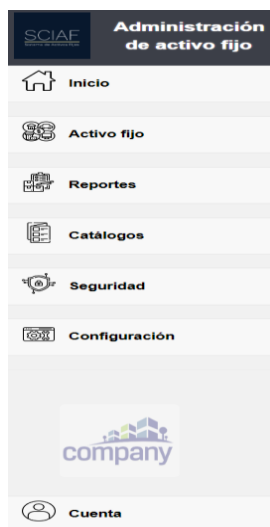 SCIAF
Administración
de activo fijo
Inicio
Activo fijo
Reportes
Catálogos
Seguridad
Configuración
company
Cuenta